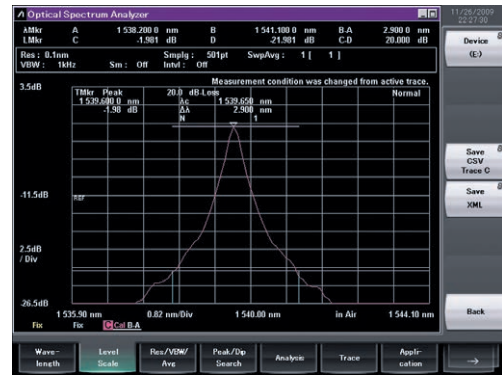 Optical Spectrum Analyzer
11/26/2009
22:27:00
λMkr A 1 538.200 0 nm B 1 541.100 0 nm B-A 2.900 0 nm
LMkr C -1.981 dB D -21.981 dB C-D 20.000 dB
Res : 0.1nm Smplg : 501pt SwpAvg : 1 [ 1 ]
VBW : 1kHz Sm : Off Intvl : Off
Measurement condition was changed from active trace.
3.5dB
TMkr Peak 20.0 dB-Loss Normal
1 539.600 0 nm λc 1 539.650 nm
-1.98 dB Δλ 2.900 nm
N 1
-11.5dB
REF
2.5dB
/ Div
-26.5dB
1 535.90 nm 0.82 nm/Div 1 540.00 nm in Air 1 544.10 nm
Fix Fix C Cal B-A
Device
(E:)
Save
CSV
Trace C
Save
XML
Back
Wave-
length
Level
Scale
Res/VBW/
Avg
Peak/Dip
Search
Analysis
Trace
Appli-
cation
→